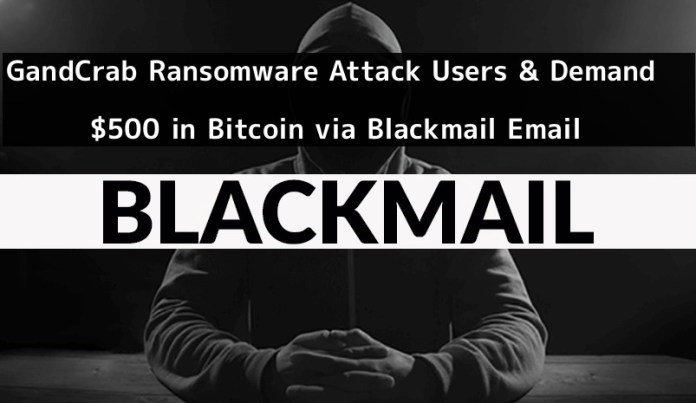 GandCrab Ransomware Attack Users & Demand
$500 in Bitcoin via Blackmail Email
BLACKMAIL